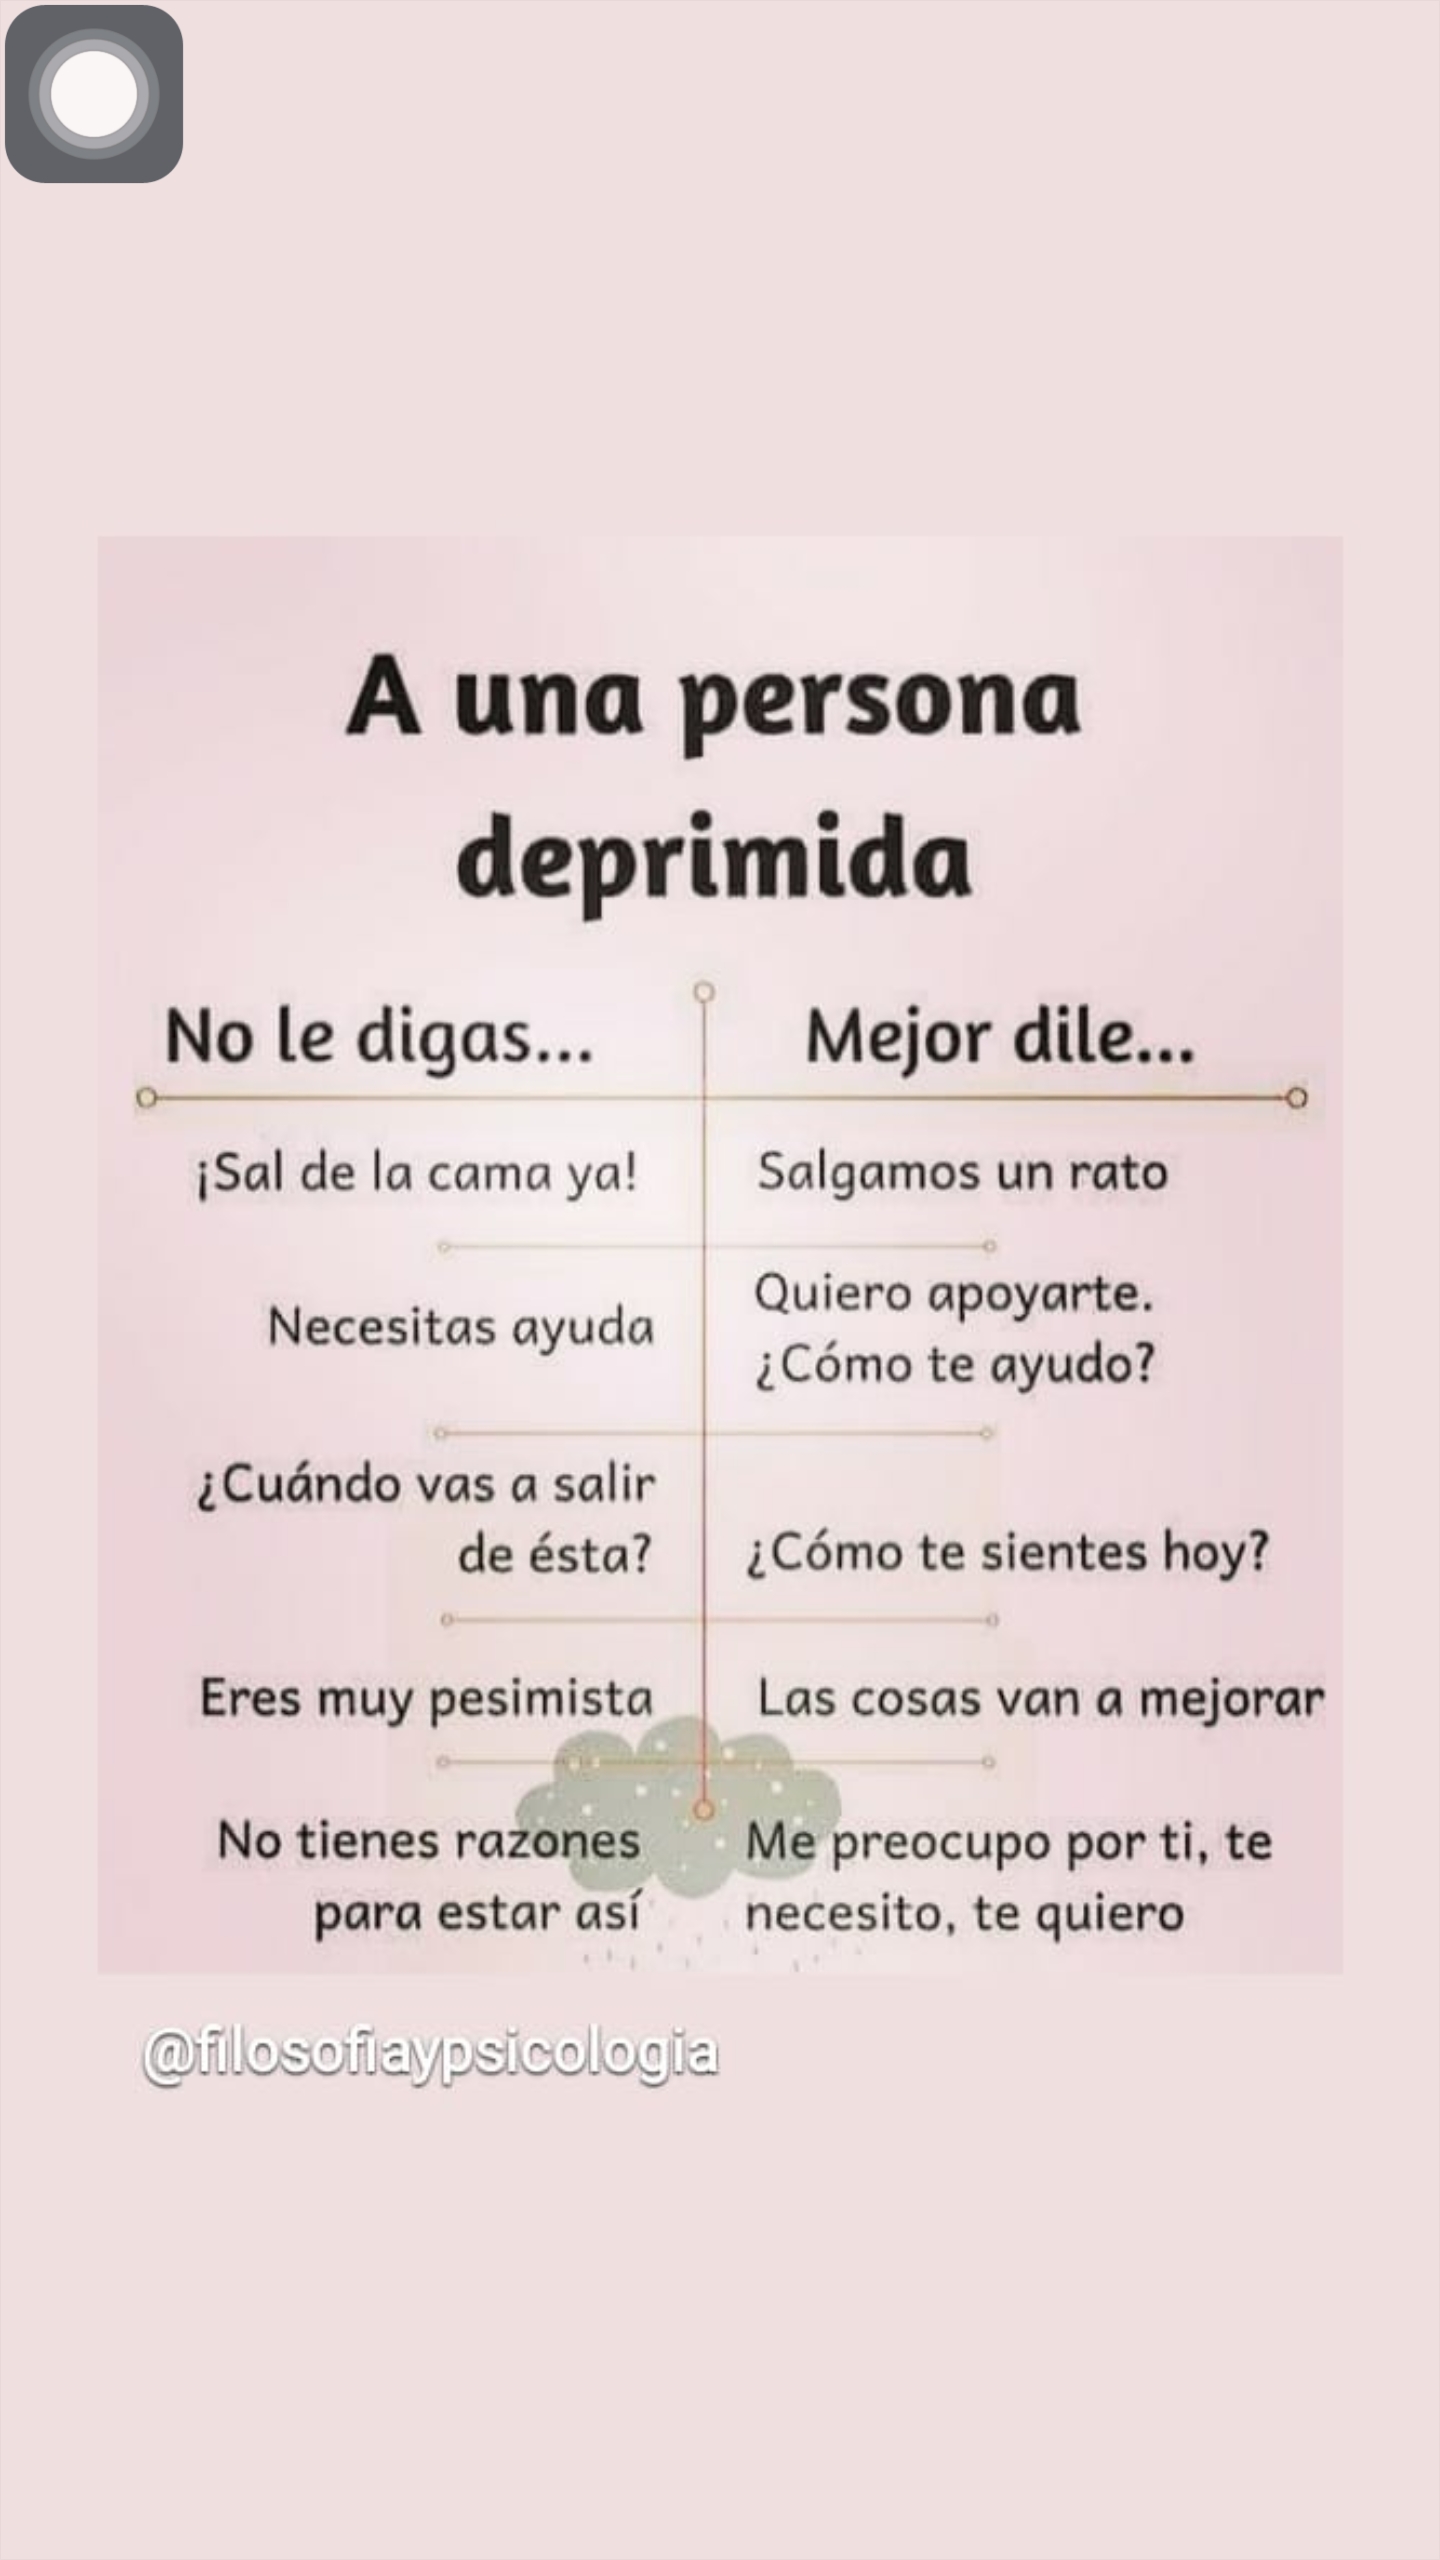 A una persona
deprimida
No le digas...
Mejor dile...
¡Sal de la cama ya!
Salgamos un rato
Necesitas ayuda
Quiero apoyarte.
¿Cómo te ayudo?
¿Cuándo vas a salir
de ésta?
¿Cómo te sientes hoy?
Eres muy pesimista
Las cosas van a mejorar
No tienes razones
para estar así
Me preocupo por ti, te
necesito, te quiero
@filosofiaypsicologia